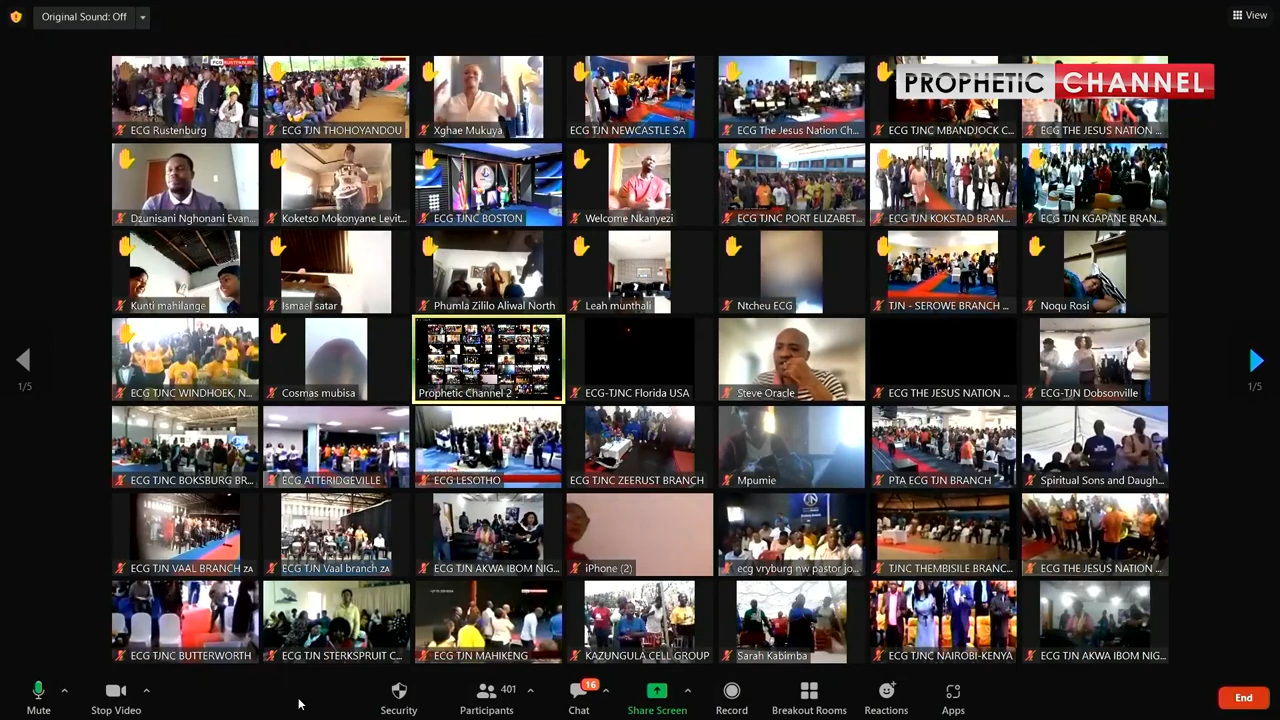 Original Sound: Off
View
PROPHETIC CHANNEL
ECG Rustenburg
ECG TJN THOHOYANDOU
Xghae Mukuya
ECG TJN NEWCASTLE SA
ECG The Jesus Nation Ch...
ECG TJNC MBANDJOCK C...
ECG THE JESUS NATION ...
Dzunisani Nghonani Evan...
Koketso Mokonyane Levit...
ECG TJNC BOSTON
Welcome Nkanyezi
ECG TJNC PORT ELIZABET...
ECG TJN KOKSTAD BRAN...
ECG TJN KGAPANE BRAN...
Kunti mahilange
Ismael satar
Phumla Zililo Aliwal North
Leah munthali
Ntcheu ECG
TJN - SEROWE BRANCH ...
Noqu Rosi
ECG TJNC WINDHOEK, N...
Cosmas mubisa
Prophetic Channel 2
ECG-TJNC Florida USA
Steve Oracle
ECG THE JESUS NATION ...
ECG-TJN Dobsonville
1/5
1/5
ECG TJNC BOKSBURG BR...
ECG ATTERIDGEVILLE
ECG LESOTHO
ECG TJNC ZEERUST BRANCH
Mpumie
PTA ECG TJN BRANCH
Spiritual Sons and Daugh...
ECG TJN VAAL BRANCH ZA
ECG TJN Vaal branch ZA
ECG TJN AKWA IBOM NIG...
iPhone (2)
ecg vryburg nw pastor jo...
TJNC THEMBISILE BRANC...
ECG THE JESUS NATION ...
ECG TJNC BUTTERWORTH
ECG TJN STERKSPRUIT C...
ECG TJN MAHIKENG
KAZUNGULA CELL GROUP
Sarah Kabimba
ECG TJNC NAIROBI-KENYA
ECG TJN AKWA IBOM NIG...
401
16
Mute
Stop Video
Security
Participants
Chat
Share Screen
Record
Breakout Rooms
Reactions
Apps
End